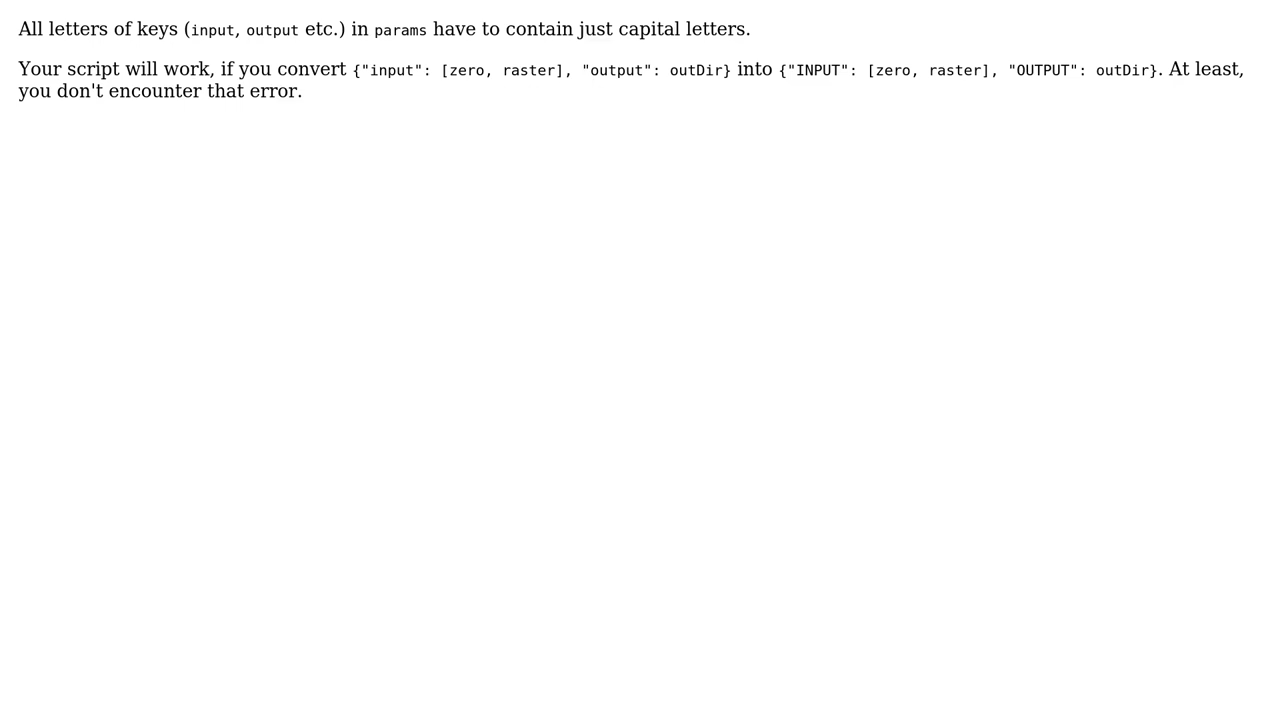 All letters of keys (input, output etc.) in params have to contain just capital letters.
Your script will work, if you convert {"input": [zero, raster], "output": outDir} into {"INPUT": [zero, raster], "OUTPUT": outDir}. At least,
you don't encounter that error.